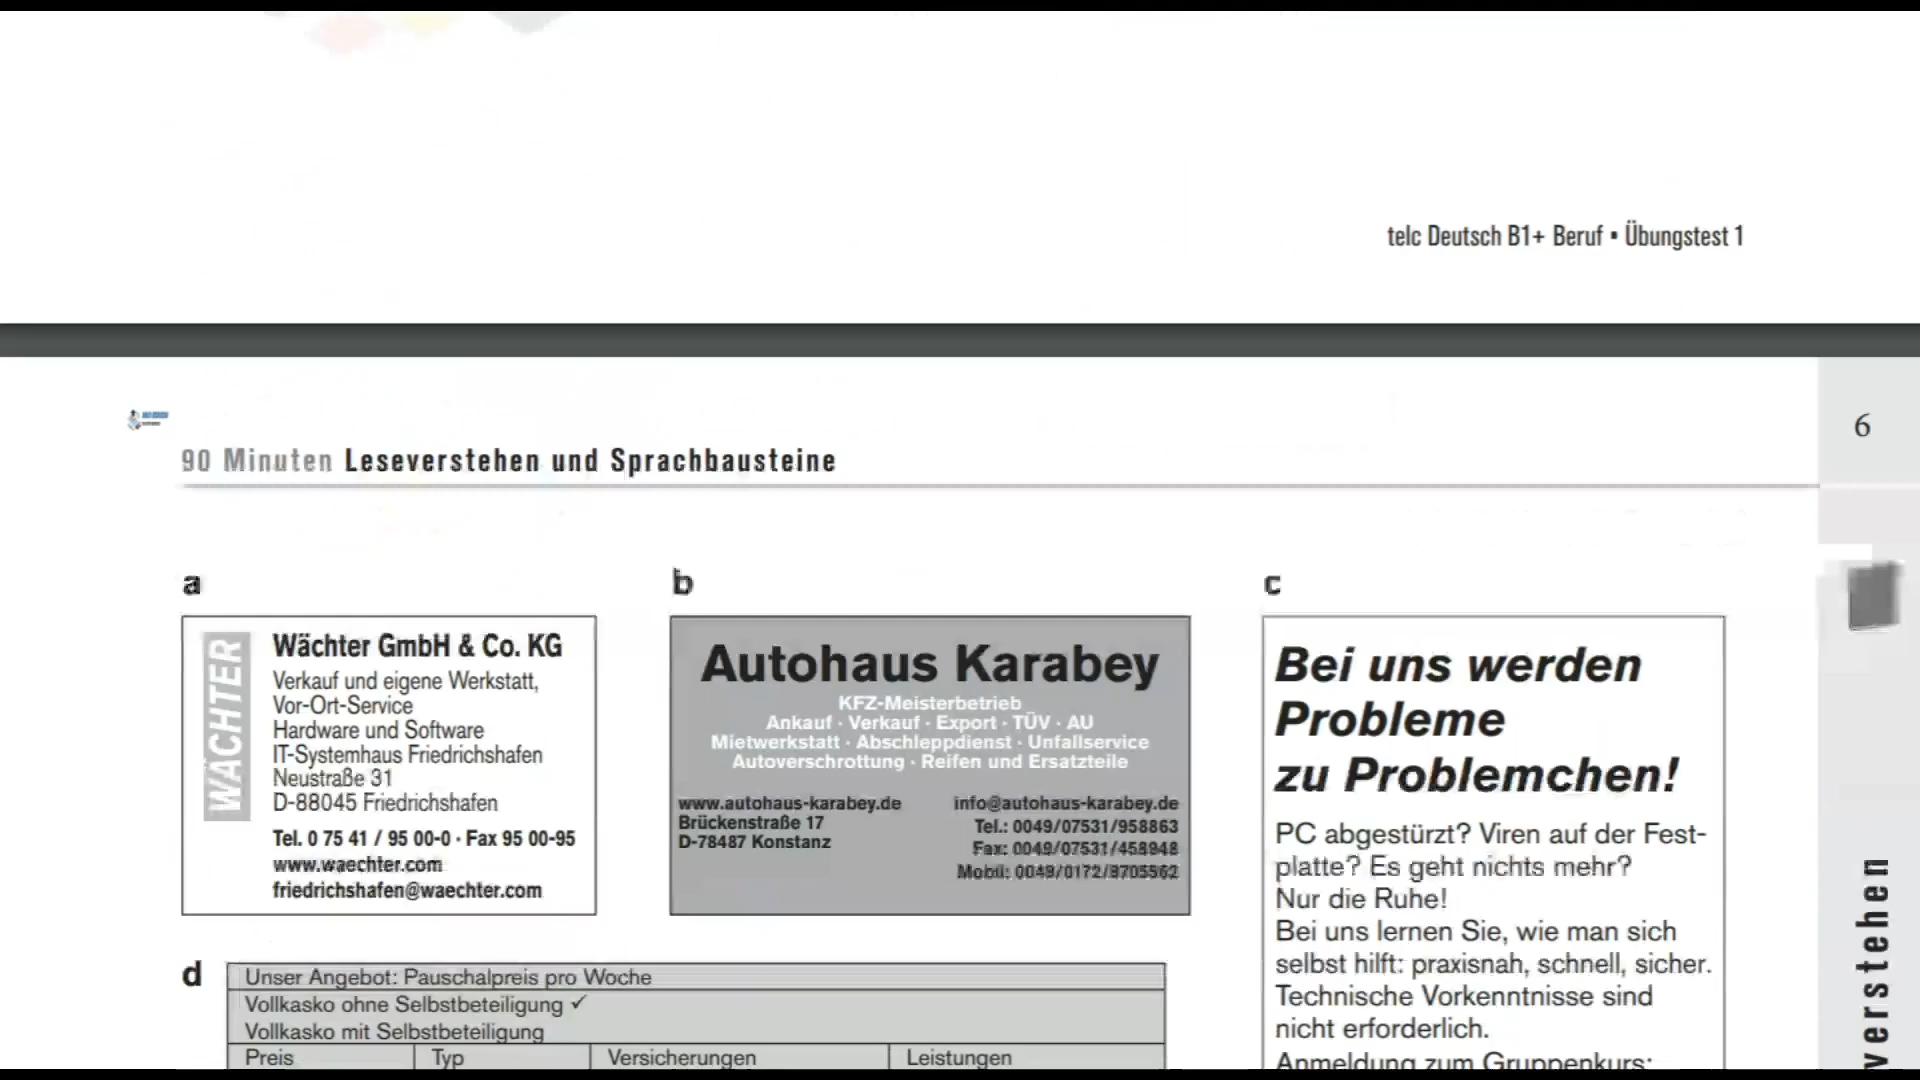 telc Deutsch B1+ Beruf ▪ Übungstest 1
6
90 Minuten Leseverstehen und Sprachbausteine
a
WÄCHTER
Wächter GmbH & Co. KG
Verkauf und eigene Werkstatt,
Vor-Ort-Service
Hardware und Software
IT-Systemhaus Friedrichshafen
Neustraße 31
D-88045 Friedrichshafen
Tel. 0 75 41 / 95 00-0 · Fax 95 00-95
www.waechter.com
friedrichshafen@waechter.com
b
Autohaus Karabey
KFZ-Meisterbetrieb
Ankauf · Verkauf · Export · TÜV · AU
Mietwerkstatt · Abschleppdienst · Unfallservice
Autoverschrottung · Reifen und Ersatzteile
www.autohaus-karabey.de
Brückenstraße 17
D-78487 Konstanz
info@autohaus-karabey.de
Tel.: 0049/07531/958863
Fax: 0049/07531/458948
Mobil: 0049/0172/8705562
c
Bei uns werden
Probleme
zu Problemchen!
PC abgestürzt? Viren auf der Fest-
platte? Es geht nichts mehr?
Nur die Ruhe!
Bei uns lernen Sie, wie man sich
selbst hilft: praxisnah, schnell, sicher.
Technische Vorkenntnisse sind
nicht erforderlich.
Anmeldung zum Gruppenkurs:
d
Unser Angebot: Pauschalpreis pro Woche
Vollkasko ohne Selbstbeteiligung ✓
Vollkasko mit Selbstbeteiligung
Preis Typ Versicherungen Leistungen
verstehen